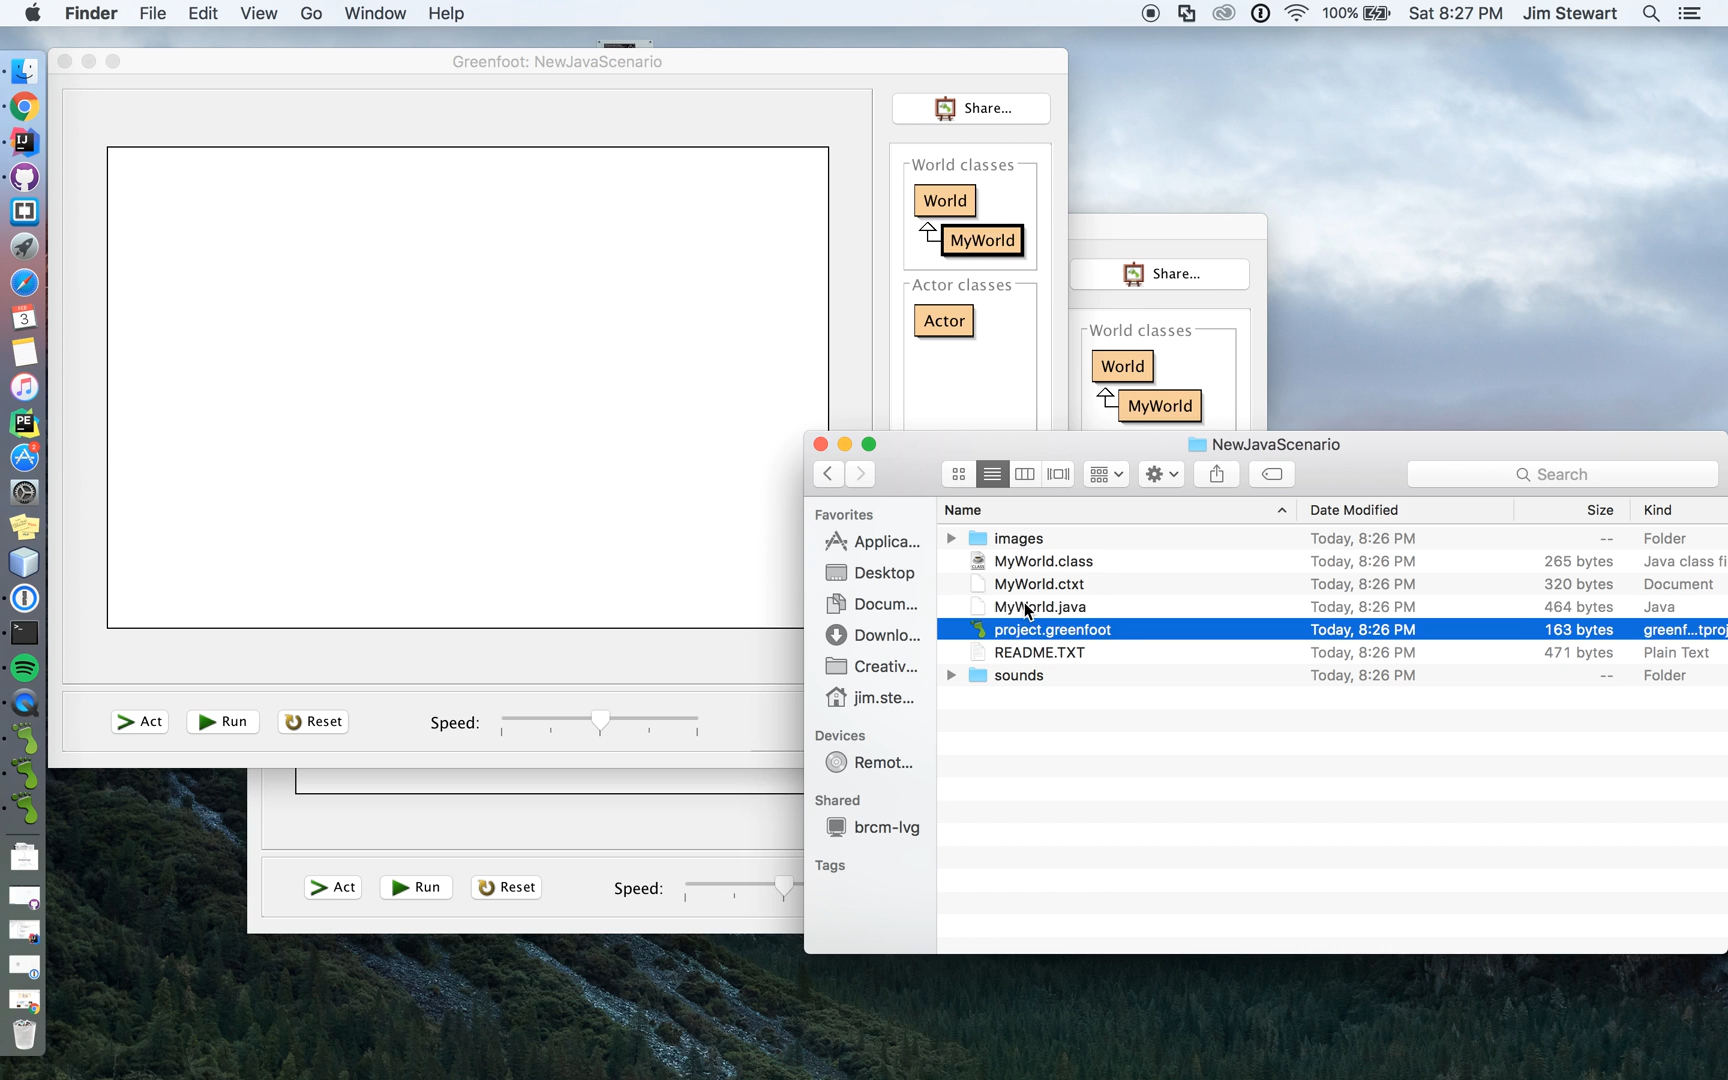 Finder File Edit View Go Window Help 100% Sat 8:27 PM Jim Stewart
Greenfoot: NewJavaScenario
Share...
World classes
World
MyWorld
Actor classes
Actor
Act Run Reset Speed:
Share...
World classes
World
MyWorld
Act Run Reset Speed:
NewJavaScenario
Search
Favorites
Applica...
Desktop
Docum...
Downlo...
Creativ...
jim.ste...
Devices
Remot...
Shared
brcm-lvg
Tags
Name Date Modified Size Kind
images Today, 8:26 PM -- Folder
MyWorld.class Today, 8:26 PM 265 bytes Java class fi
MyWorld.ctxt Today, 8:26 PM 320 bytes Document
MyWorld.java Today, 8:26 PM 464 bytes Java
project.greenfoot Today, 8:26 PM 163 bytes greenf...tproj
README.TXT Today, 8:26 PM 471 bytes Plain Text
sounds Today, 8:26 PM -- Folder
IJ
FEB
3
PE
2